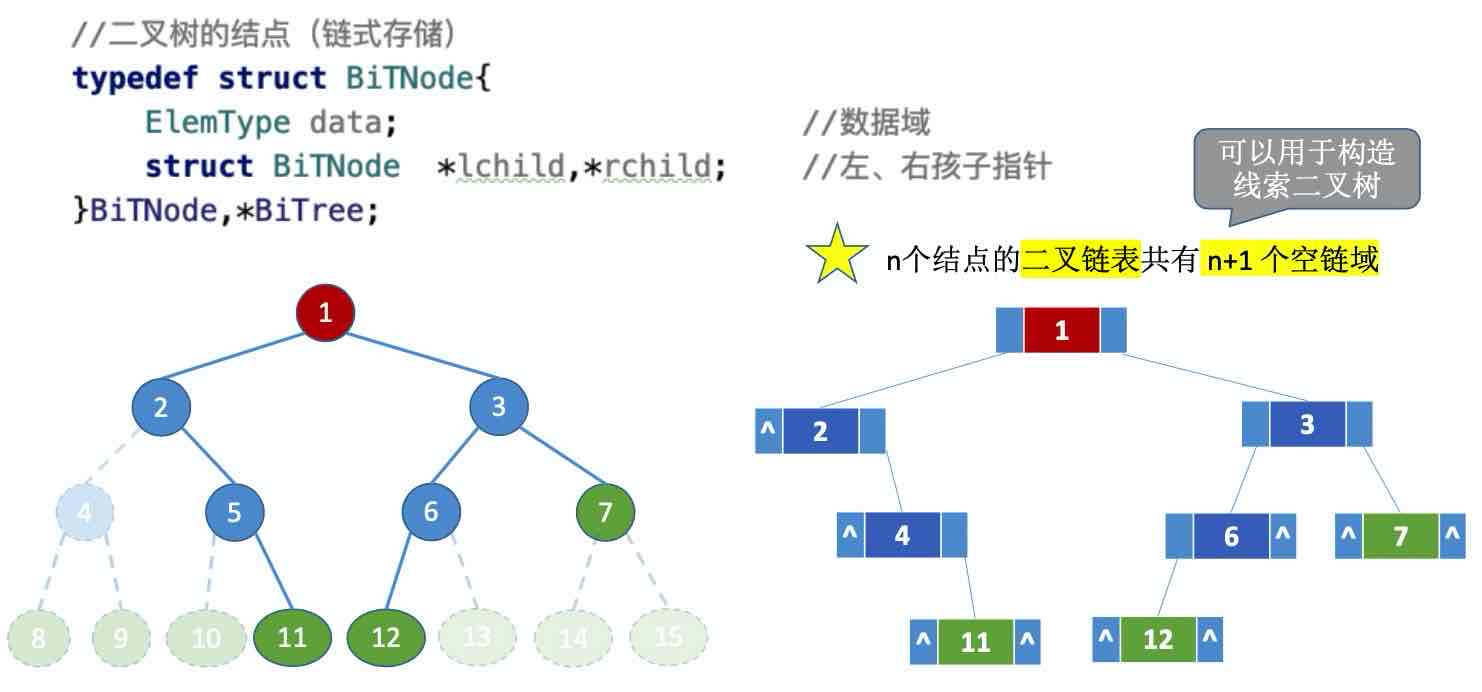 //二叉树的结点（链式存储）
typedef struct BiTNode{
ElemType data; //数据域
struct BiTNode *lchild,*rchild; //左、右孩子指针
}BiTNode,*BiTree;
可以用于构造
线索二叉树
n个结点的二叉链表共有 n+1 个空链域
1
2 3
4 5 6 7
8 9 10 11 12 13 14 15
1
^ 2 3
^ 4 6 ^ ^ 7 ^
^ 11 ^ ^ 12 ^